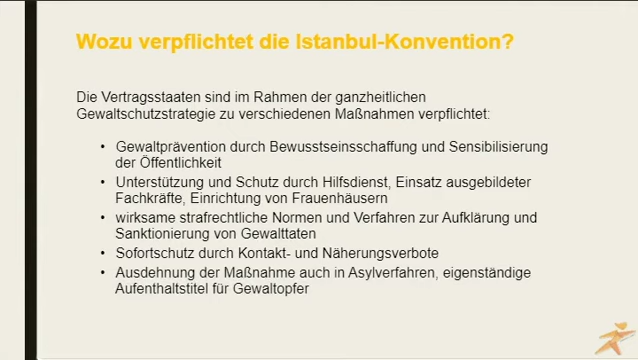 Wozu verpflichtet die Istanbul-Konvention?
Die Vertragsstaaten sind im Rahmen der ganzheitlichen
Gewaltschutzstrategie zu verschiedenen Maßnahmen verpflichtet:
• Gewaltprävention durch Bewusstseinsschaffung und Sensibilisierung
der Öffentlichkeit
• Unterstützung und Schutz durch Hilfsdienst, Einsatz ausgebildeter
Fachkräfte, Einrichtung von Frauenhäusern
• wirksame strafrechtliche Normen und Verfahren zur Aufklärung und
Sanktionierung von Gewalttaten
• Sofortschutz durch Kontakt- und Näherungsverbote
• Ausdehnung der Maßnahme auch in Asylverfahren, eigenständige
Aufenthaltstitel für Gewaltopfer